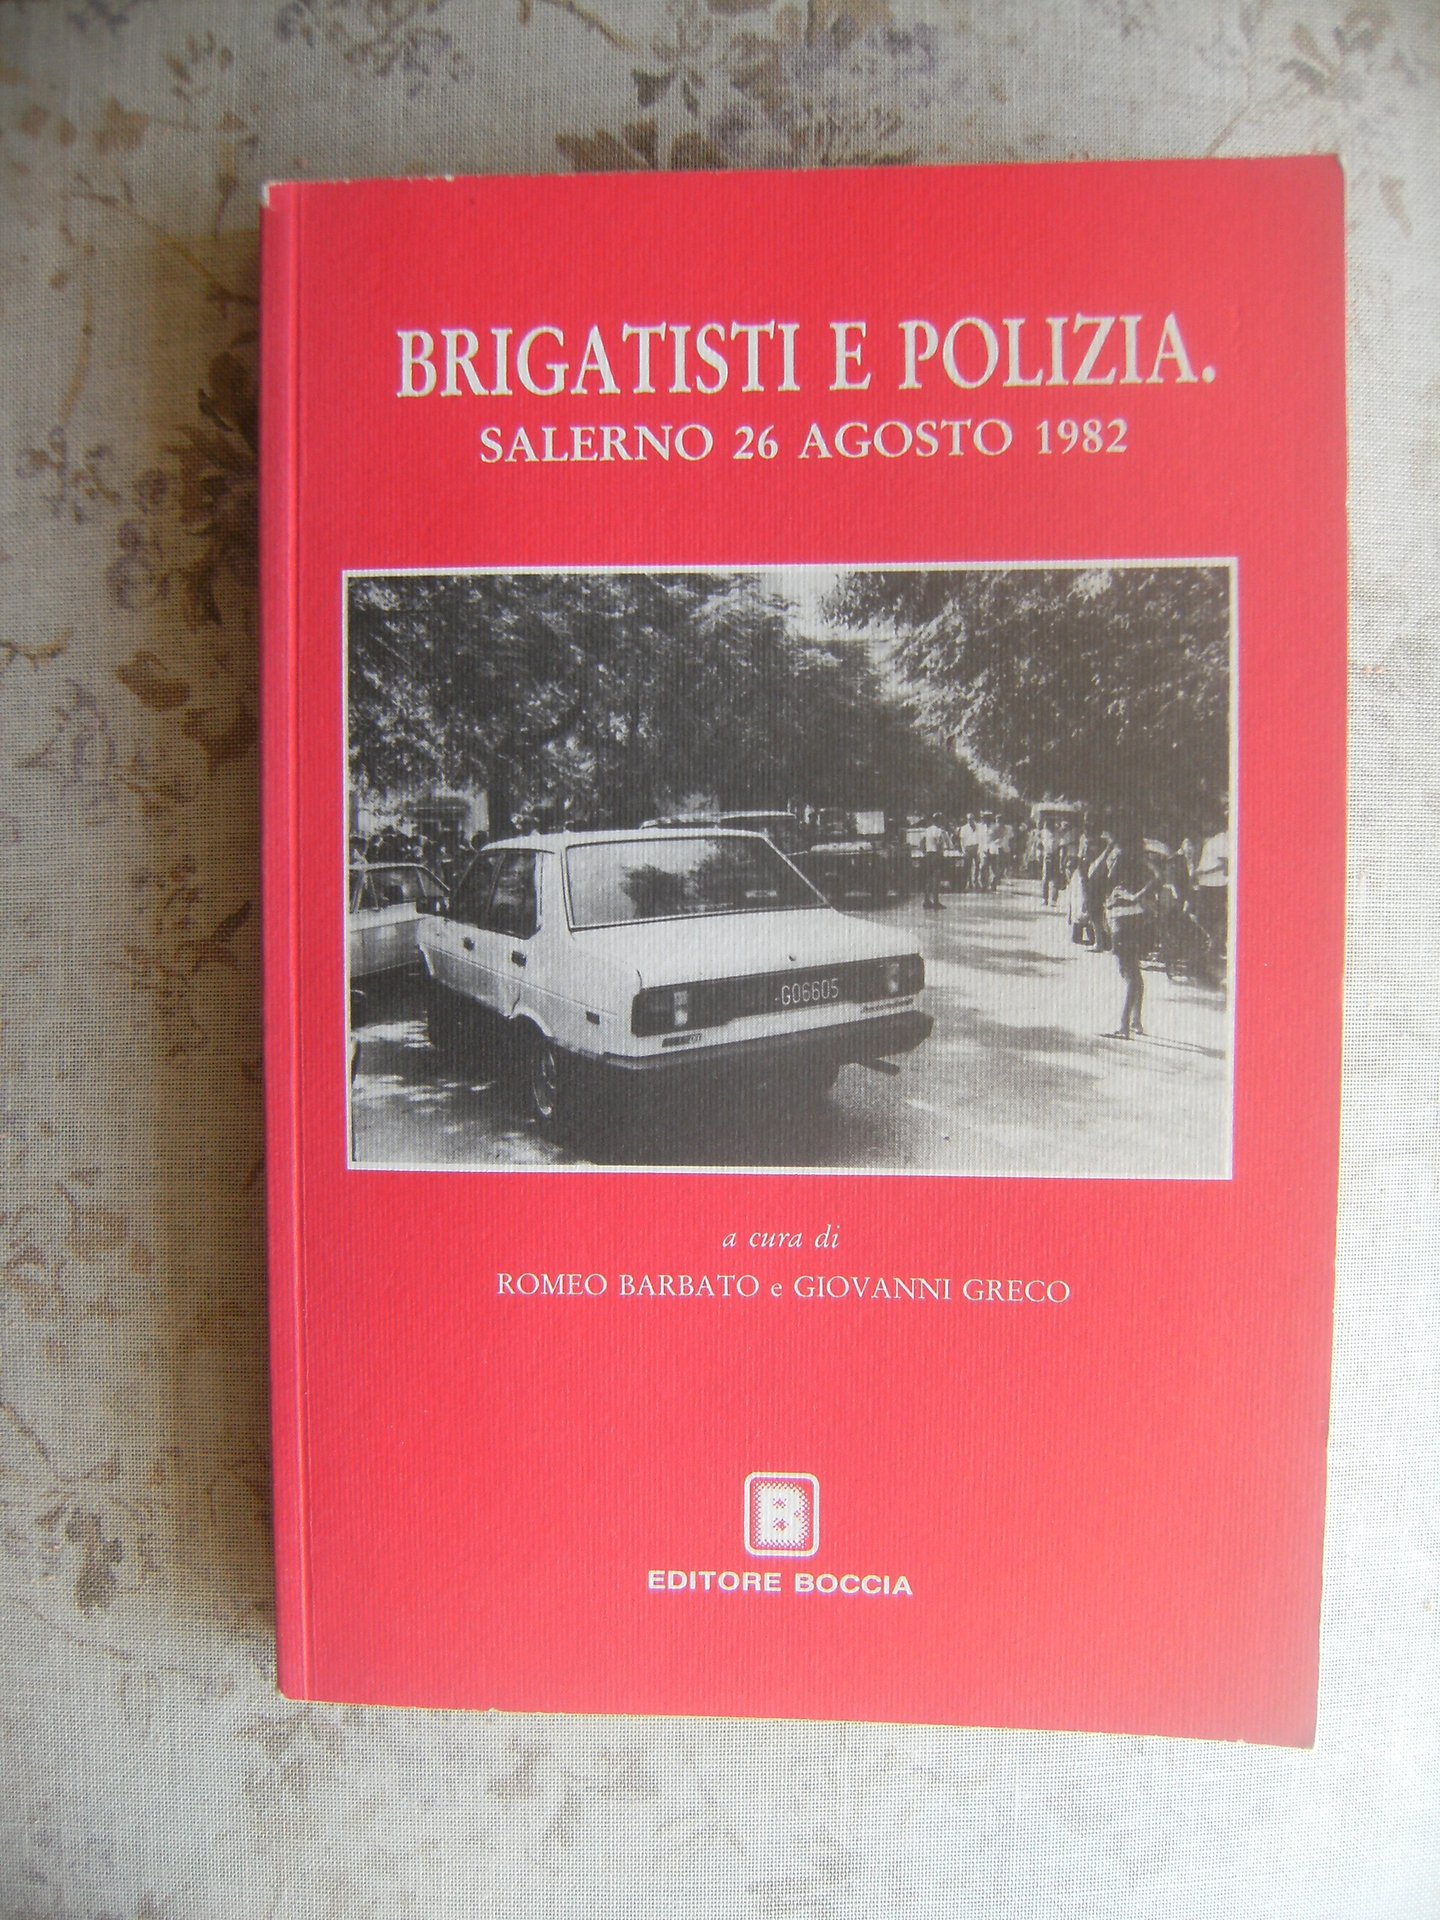 BRIGATISTI E POLIZIA.
SALERNO 26 AGOSTO 1982
G06605
a cura di
ROMEO BARBATO e GIOVANNI GRECO
B
EDITORE BOCCIA